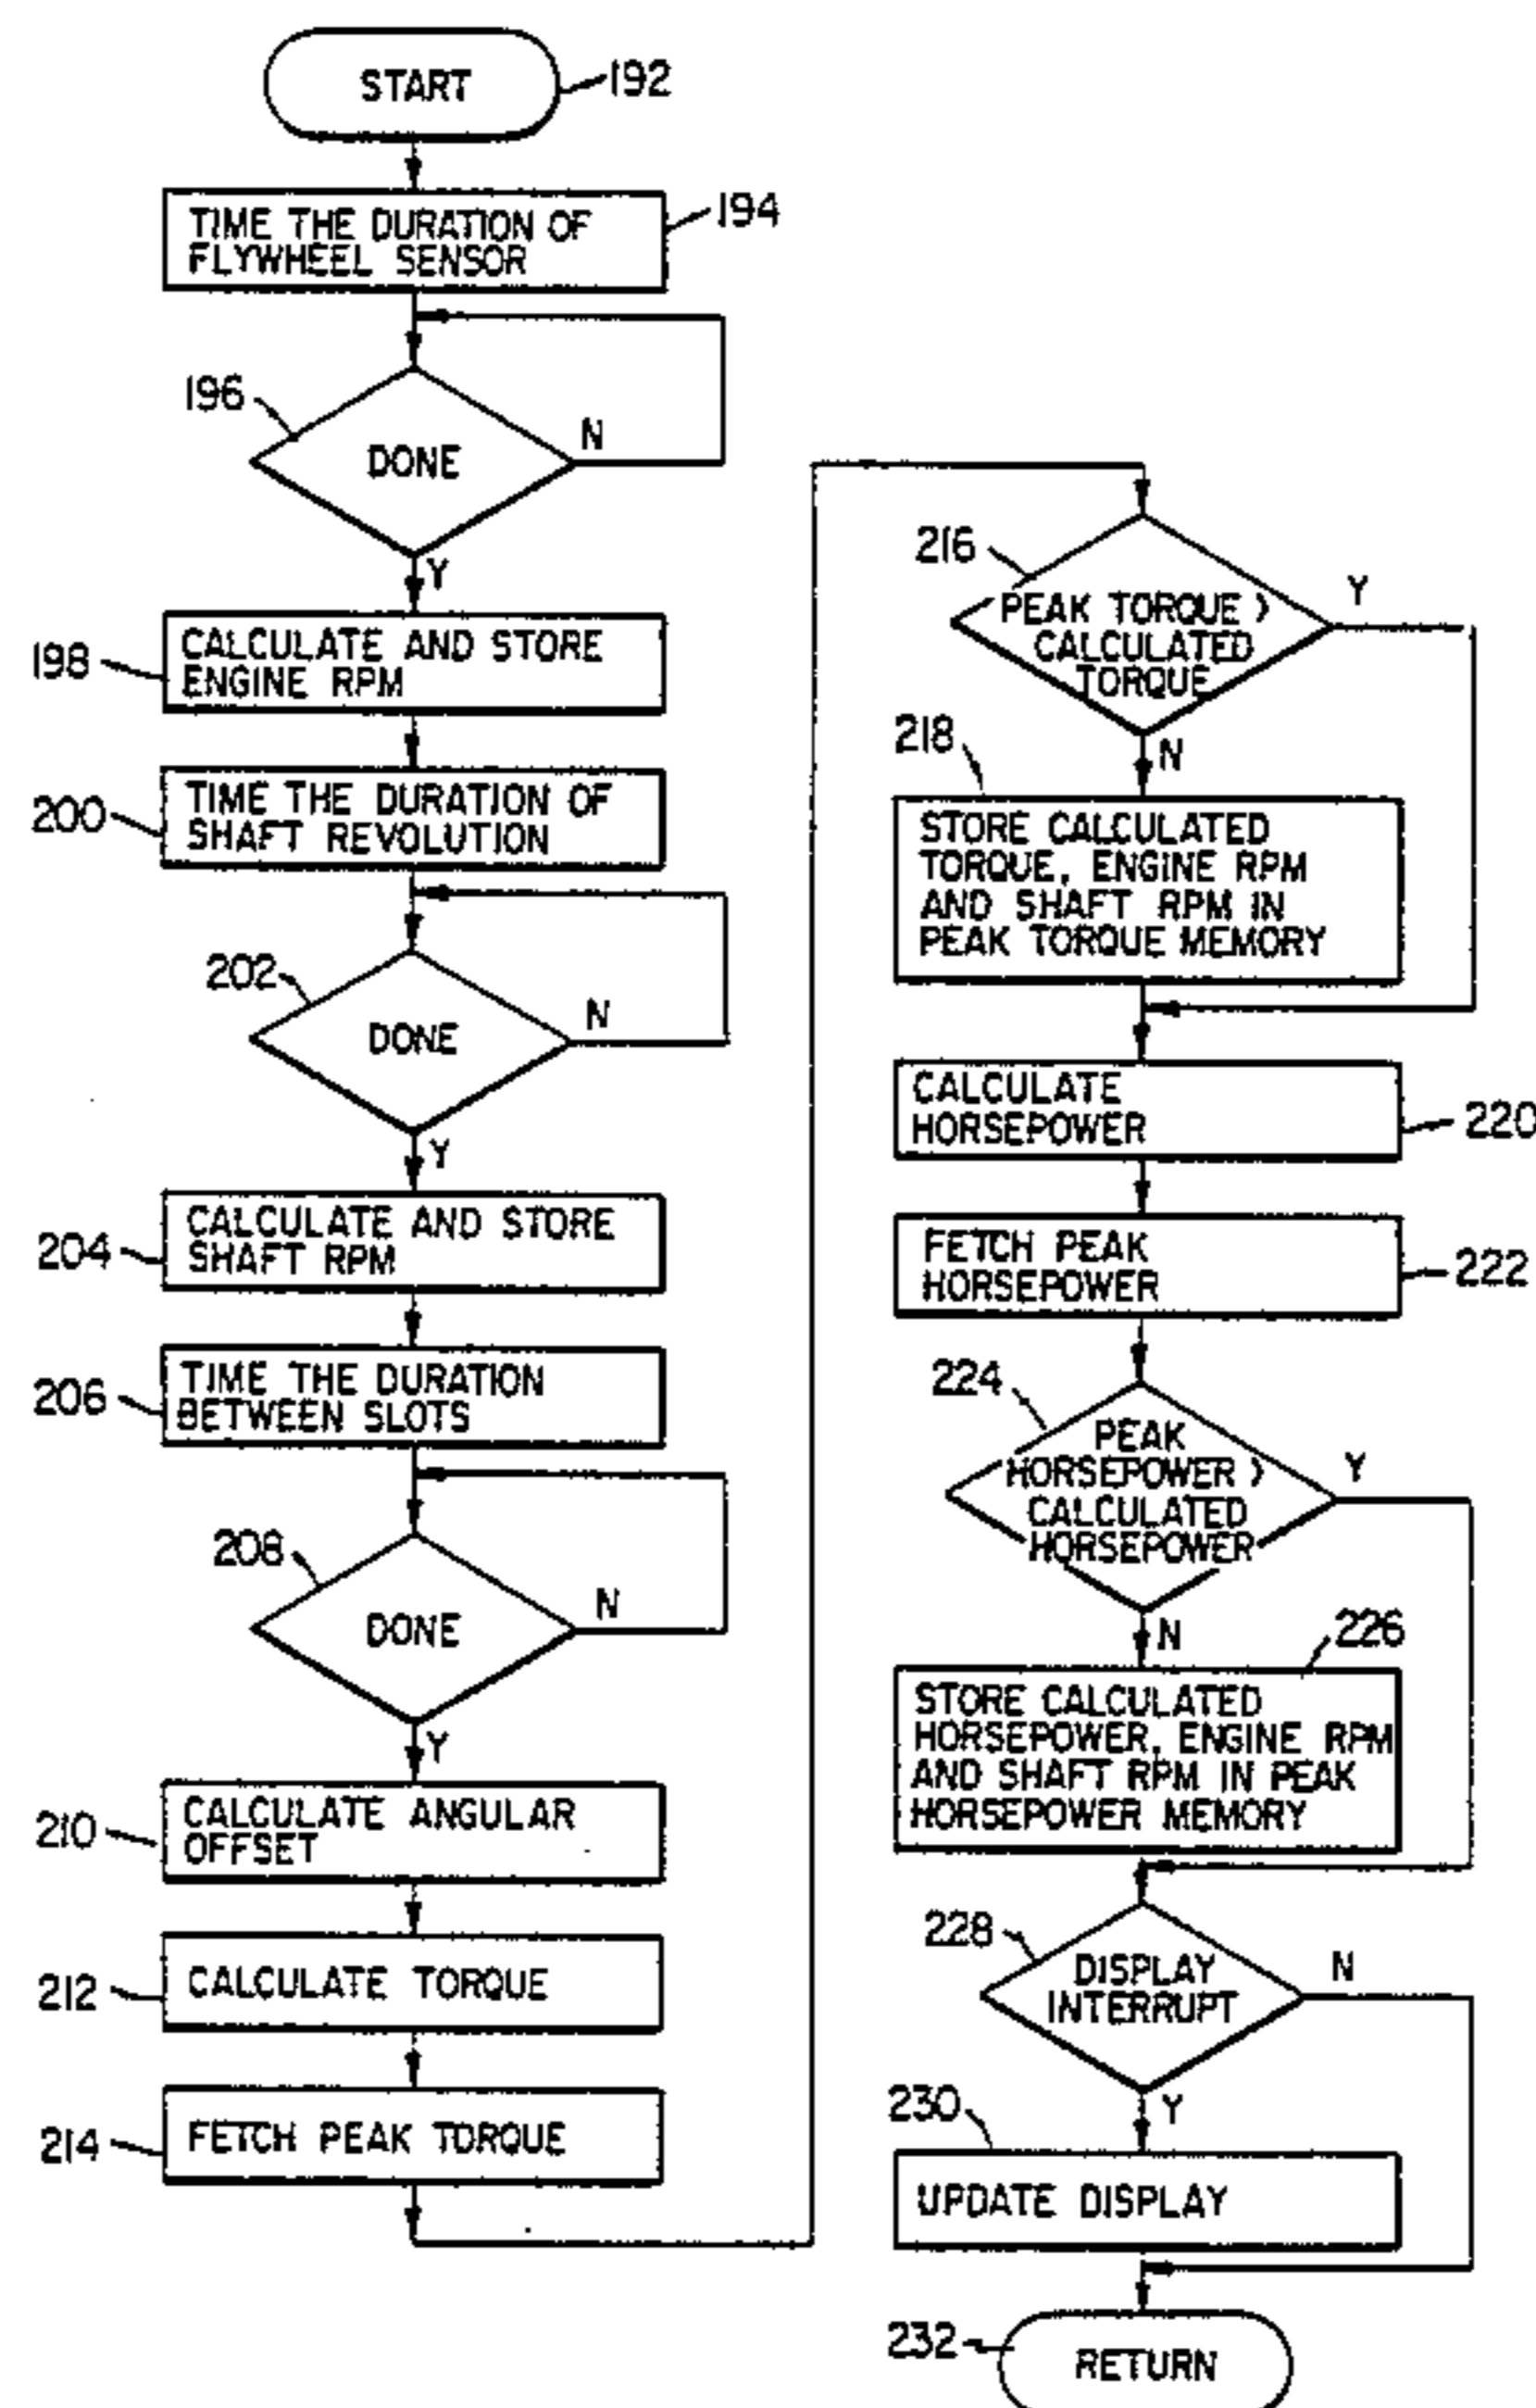 START
192
TIME THE DURATION OF
FLYWHEEL SENSOR
194
196
DONE
N
Y
198
CALCULATE AND STORE
ENGINE RPM
200
TIME THE DURATION OF
SHAFT REVOLUTION
202
DONE
N
Y
204
CALCULATE AND STORE
SHAFT RPM
206
TIME THE DURATION
BETWEEN SLOTS
208
DONE
N
Y
210
CALCULATE ANGULAR
OFFSET
212
CALCULATE TORQUE
214
FETCH PEAK TORQUE
216
PEAK TORQUE >
CALCULATED
TORQUE
Y
N
218
STORE CALCULATED
TORQUE, ENGINE RPM
AND SHAFT RPM IN
PEAK TORQUE MEMORY
CALCULATE
HORSEPOWER
220
FETCH PEAK
HORSEPOWER
222
224
PEAK
HORSEPOWER >
CALCULATED
HORSEPOWER
Y
N
226
STORE CALCULATED
HORSEPOWER, ENGINE RPM
AND SHAFT RPM IN PEAK
HORSEPOWER MEMORY
228
DISPLAY
INTERRUPT
N
Y
230
UPDATE DISPLAY
232
RETURN